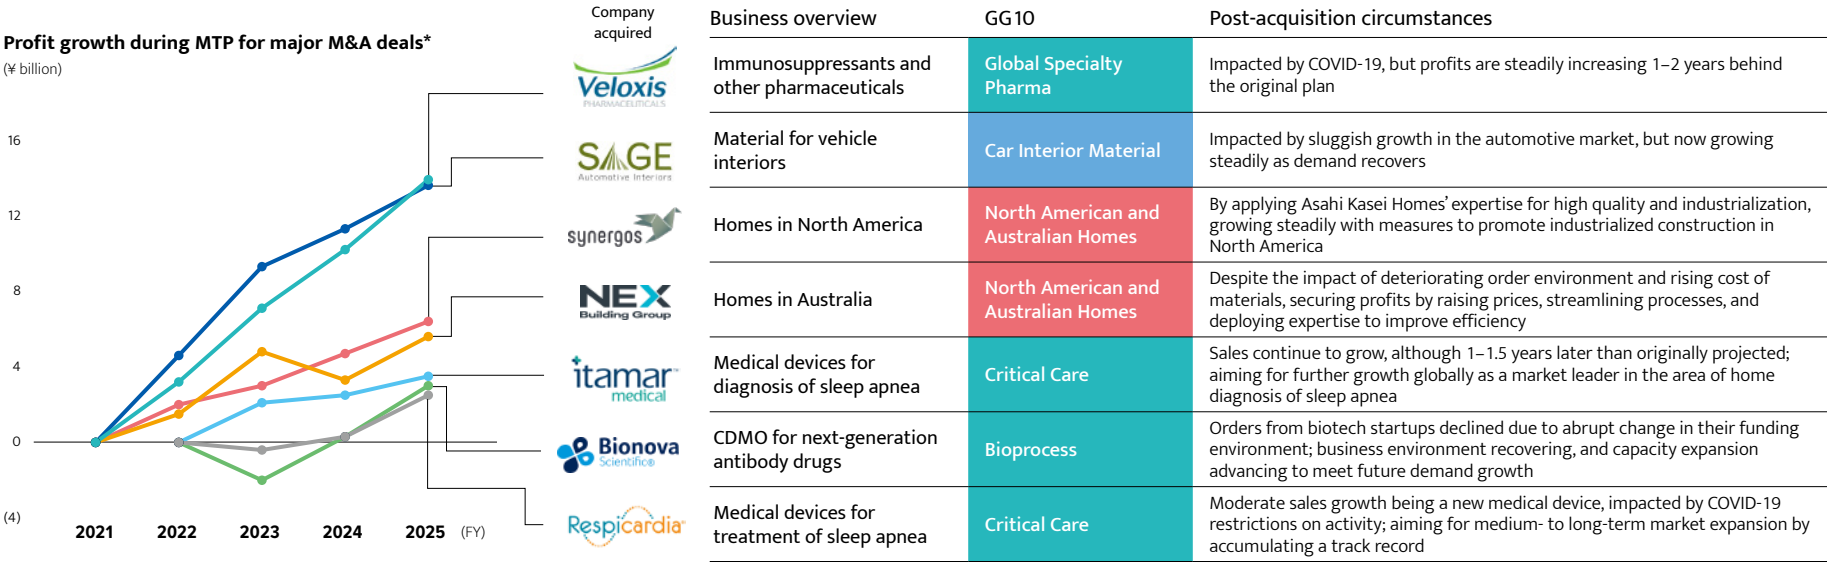 Profit growth during MTP for major M&A deals*
(¥ billion)
16
12
8
4
0
(4)
2021 2022 2023 2024 2025 (FY)
Company
acquired
Business overview GG10 Post-acquisition circumstances
Veloxis
PHARMACEUTICALS
Immunosuppressants and
other pharmaceuticals
Global Specialty
Pharma
Impacted by COVID-19, but profits are steadily increasing 1–2 years behind
the original plan
SAGE
Automotive Interiors
Material for vehicle
interiors
Car Interior Material
Impacted by sluggish growth in the automotive market, but now growing
steadily as demand recovers
synergos
Homes in North America
North American and
Australian Homes
By applying Asahi Kasei Homes’ expertise for high quality and industrialization,
growing steadily with measures to promote industrialized construction in
North America
NEX
Building Group
Homes in Australia
North American and
Australian Homes
Despite the impact of deteriorating order environment and rising cost of
materials, securing profits by raising prices, streamlining processes, and
deploying expertise to improve efficiency
itamar™
medical
Medical devices for
diagnosis of sleep apnea
Critical Care
Sales continue to grow, although 1–1.5 years later than originally projected;
aiming for further growth globally as a market leader in the area of home
diagnosis of sleep apnea
Bionova
Scientific®
CDMO for next-generation
antibody drugs
Bioprocess
Orders from biotech startups declined due to abrupt change in their funding
environment; business environment recovering, and capacity expansion
advancing to meet future demand growth
Respicardia
Medical devices for
treatment of sleep apnea
Critical Care
Moderate sales growth being a new medical device, impacted by COVID-19
restrictions on activity; aiming for medium- to long-term market expansion by
accumulating a track record